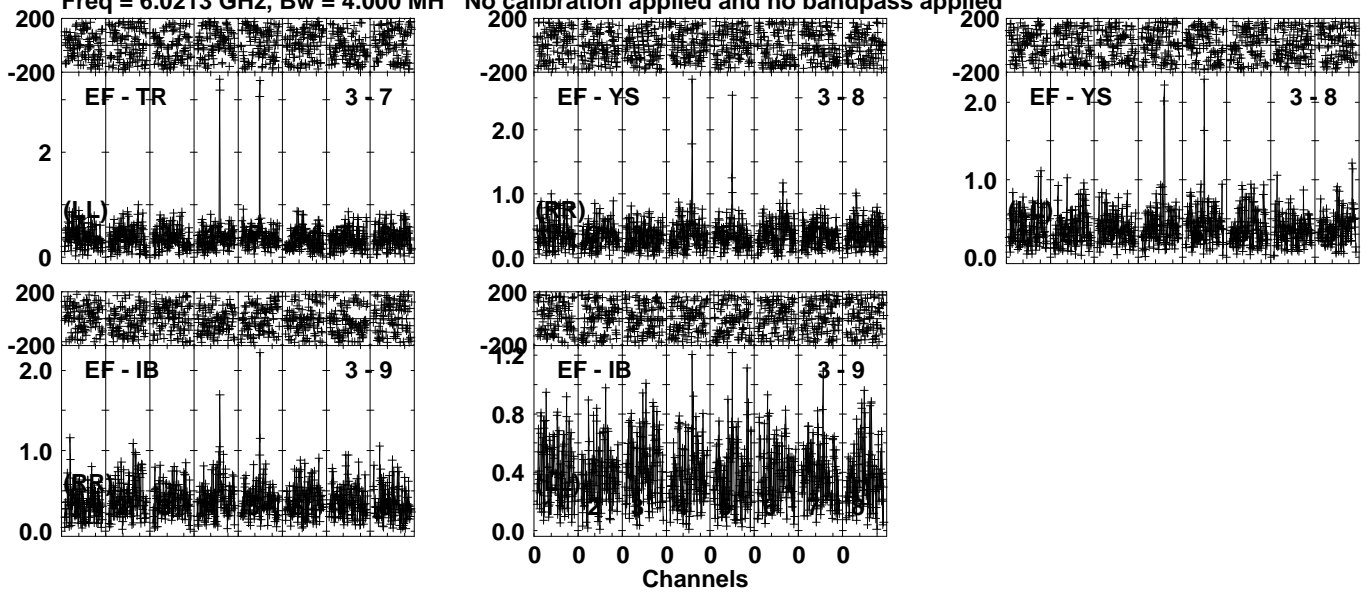 Freq = 6.0213 GHz, Bw = 4.000 MH No calibration applied and no bandpass applied
200
-200
EF - TR 3 - 7
2
(LL)
0
200
-200
EF - YS 3 - 8
2.0
1.0
(RR)
0.0
200
-200
EF - YS 3 - 8
2.0
1.0
0.0
200
-200
EF - IB 3 - 9
2.0
1.0
(RR)
0.0
200
-200
1.2
EF - IB 3 - 9
0.8
0.4
2 3
0.0
0 0 0 0 0 0 0 0
Channels